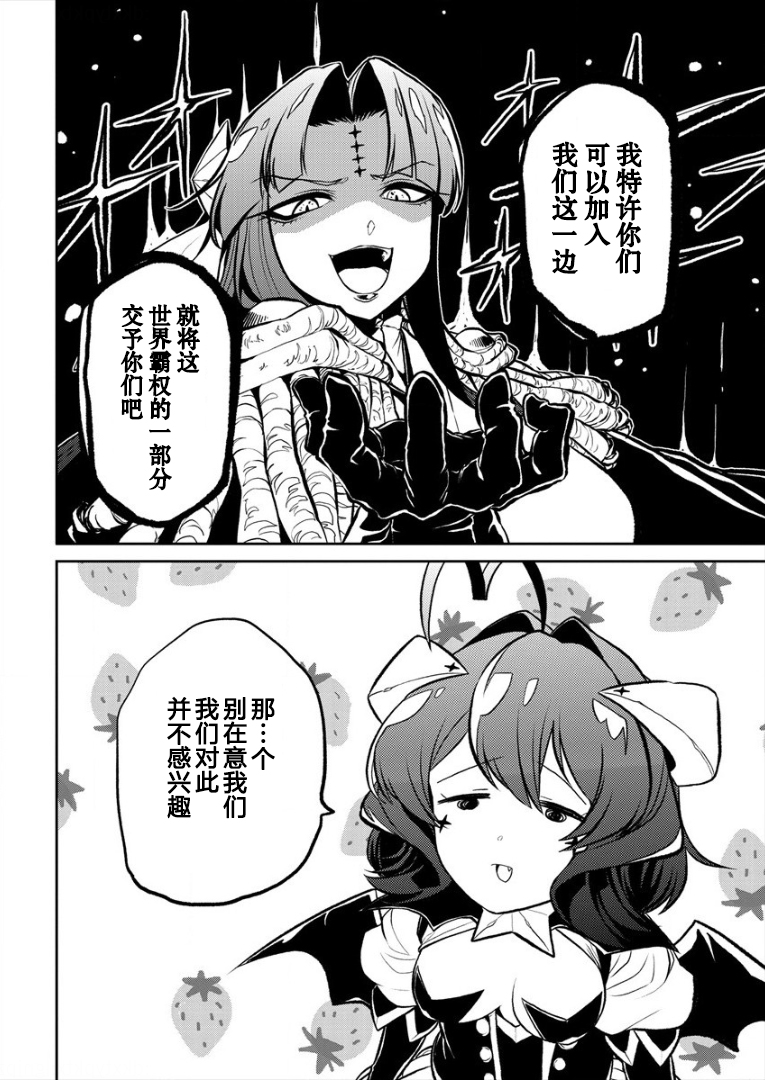 我特许你们
可以加入
我们这一边
就将这
世界霸权的一部分
交予你们吧
那…个
别在意我们
我们对此
并不感兴趣